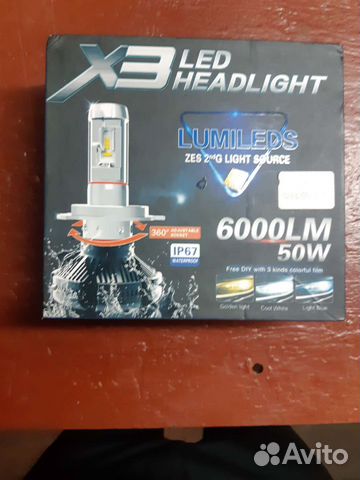 X3 LED
HEADLIGHT
LUMILEDS
ZES 2NG LIGHT SOURCE
360° ADJUSTABLE
SOCKET
IP67
WATERPROOF
6000LM
50W
Free DIY with 3 kinds colorful film
Golden light
Cool White
Light Blue
Avito